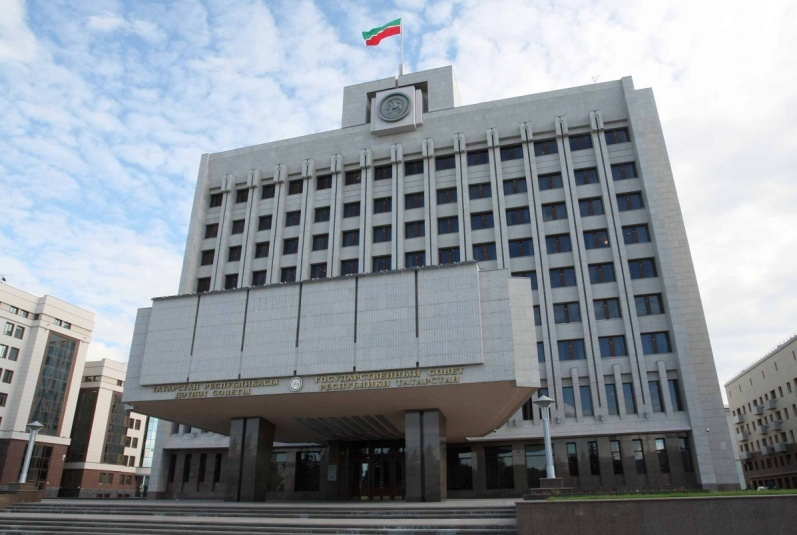 ТАТАРСТАН РЕСПУБЛИКАСЫ
ДӘҮЛӘТ СОВЕТЫ
ГОСУДАРСТВЕННЫЙ СОВЕТ
РЕСПУБЛИКИ ТАТАРСТАН